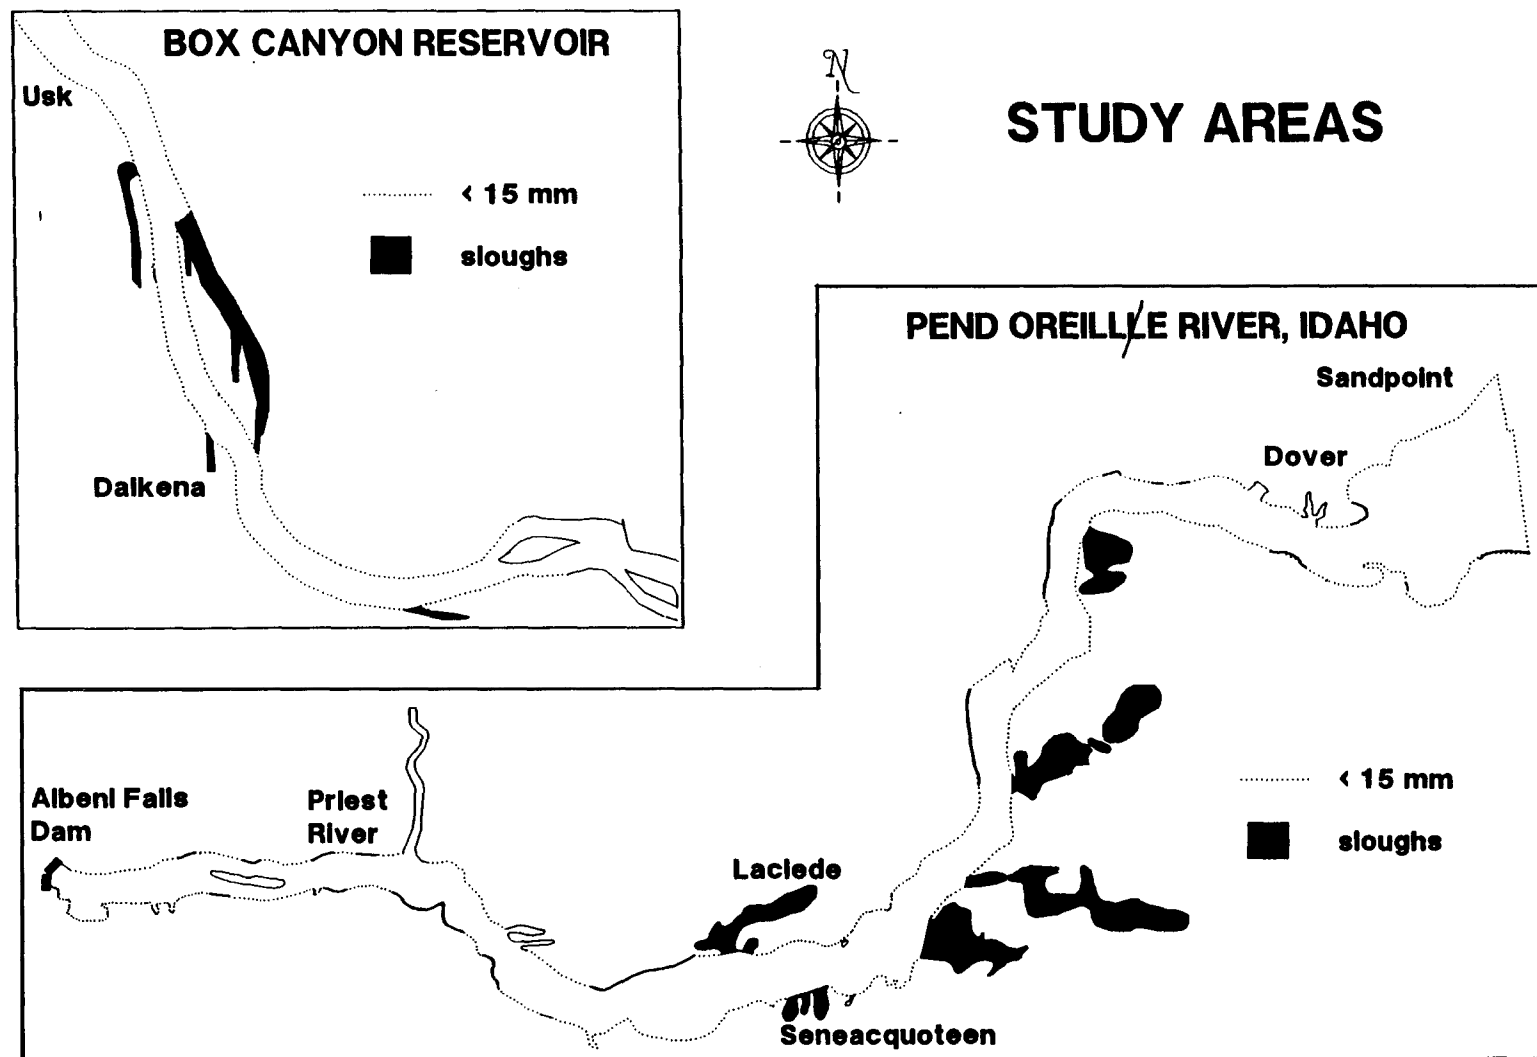 BOX CANYON RESERVOIR
Usk
< 15 mm
sloughs
Dalkena
N
STUDY AREAS
PEND OREILLLE RIVER, IDAHO
Sandpoint
Dover
< 15 mm
sloughs
Albeni Falls
Dam
Priest
River
Laclede
Seneacquoteen